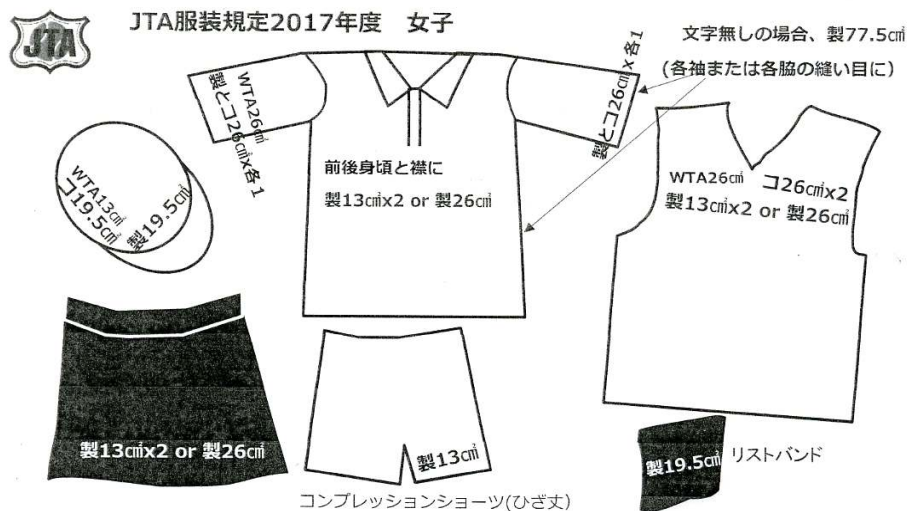 JTA
JTA服装規定2017年度 女子
文字無しの場合、製77.5c㎡
(各袖または各脇の縫い目に)
WTA26c㎡
製とコ26c㎡x各1
製とコ26c㎡x各1
前後身頃と襟に
製13c㎡x2 or 製26c㎡
WTA26c㎡ コ26c㎡x2
製13c㎡x2 or 製26c㎡
WTA13c㎡
コ19.5c㎡
製19.5c㎡
製13c㎡x2 or 製26c㎡
製13c㎡
コンプレッションショーツ(ひざ丈)
製19.5c㎡
リストバンド